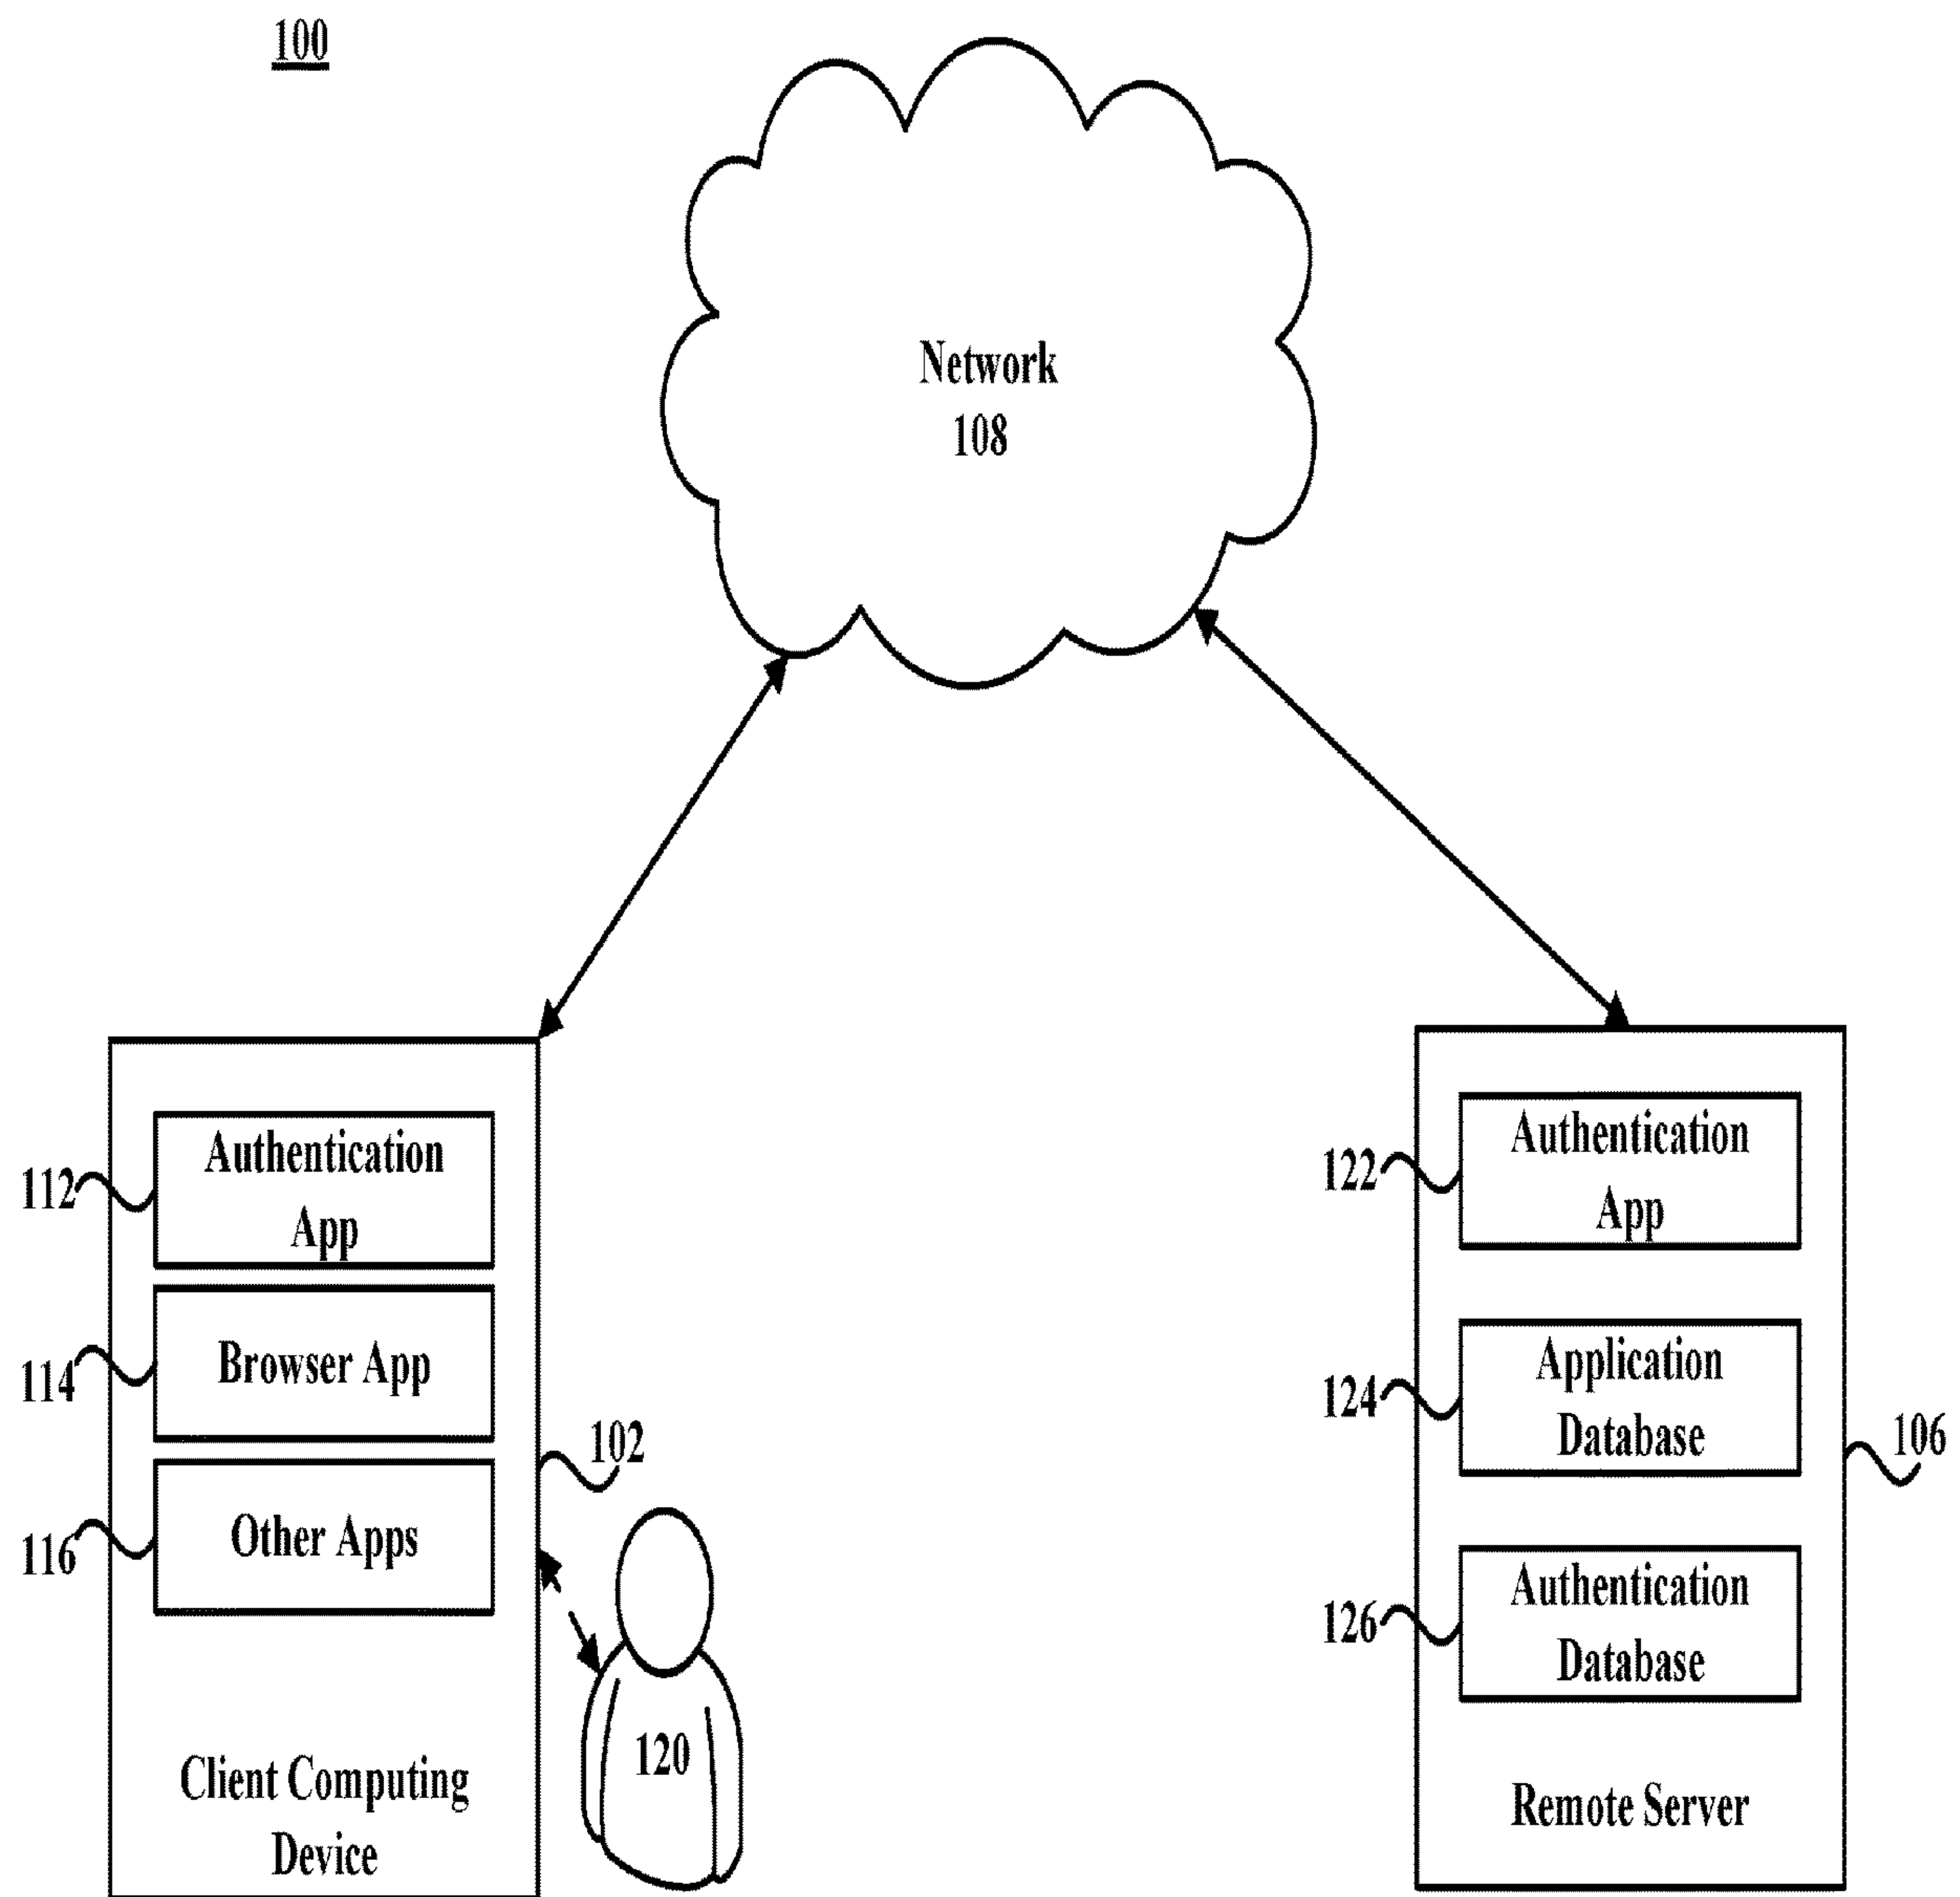 100
Network
108
112
Authentication
App
114
Browser App
116
Other Apps
102
Client Computing
Device
120
122
Authentication
App
124
Application
Database
126
Authentication
Database
106
Remote Server